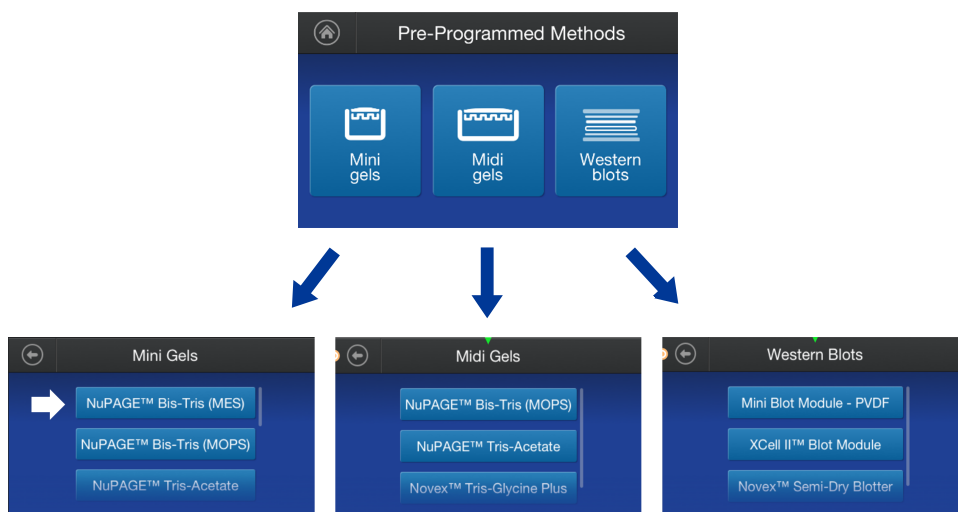 Pre-Programmed Methods
Mini
gels
Midi
gels
Western
blots
Mini Gels
NuPAGE™ Bis-Tris (MES)
NuPAGE™ Bis-Tris (MOPS)
NuPAGE™ Tris-Acetate
Midi Gels
NuPAGE™ Bis-Tris (MOPS)
NuPAGE™ Tris-Acetate
Novex™ Tris-Glycine Plus
Western Blots
Mini Blot Module - PVDF
XCell II™ Blot Module
Novex™ Semi-Dry Blotter